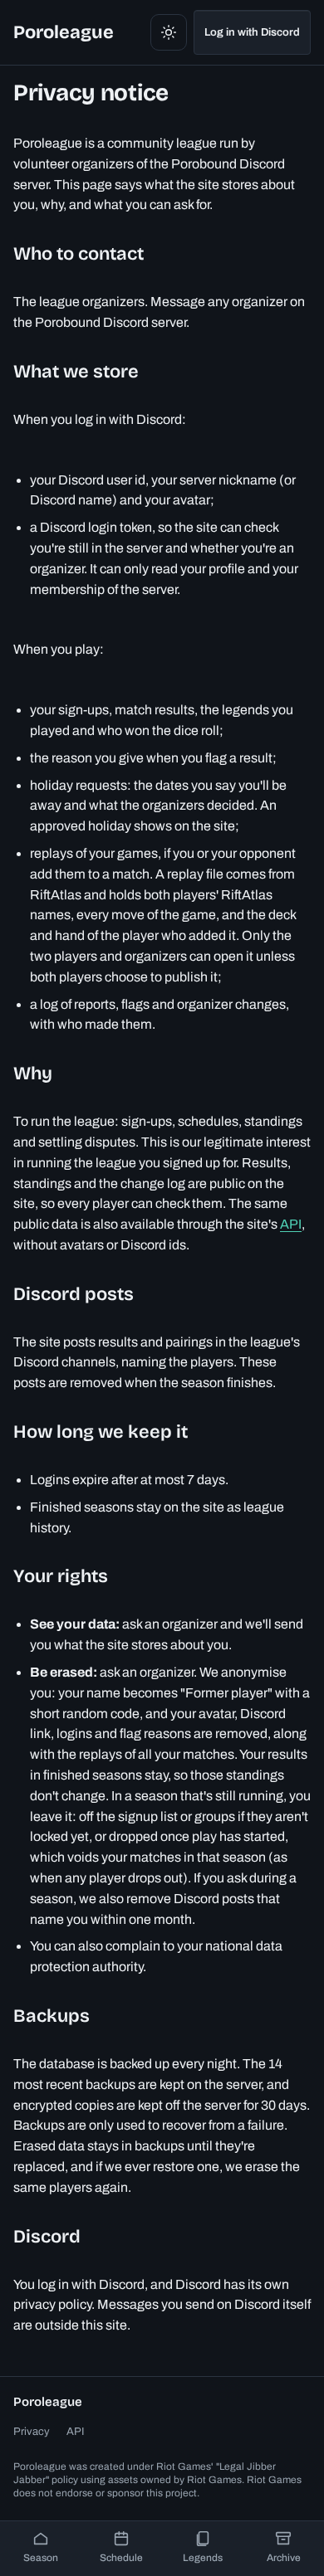 Poroleague
Log in with Discord
Privacy notice
Poroleague is a community league run by
volunteer organizers of the Porobound Discord
server. This page says what the site stores about
you, why, and what you can ask for.
Who to contact
The league organizers. Message any organizer on
the Porobound Discord server.
What we store
When you log in with Discord:
• your Discord user id, your server nickname (or
Discord name) and your avatar;
• a Discord login token, so the site can check
you're still in the server and whether you're an
organizer. It can only read your profile and your
membership of the server.
When you play:
• your sign-ups, match results, the legends you
played and who won the dice roll;
• the reason you give when you flag a result;
• holiday requests: the dates you say you'll be
away and what the organizers decided. An
approved holiday shows on the site;
• replays of your games, if you or your opponent
add them to a match. A replay file comes from
RiftAtlas and holds both players' RiftAtlas
names, every move of the game, and the deck
and hand of the player who added it. Only the
two players and organizers can open it unless
both players choose to publish it;
• a log of reports, flags and organizer changes,
with who made them.
Why
To run the league: sign-ups, schedules, standings
and settling disputes. This is our legitimate interest
in running the league you signed up for. Results,
standings and the change log are public on the
site, so every player can check them. The same
public data is also available through the site's API,
without avatars or Discord ids.
Discord posts
The site posts results and pairings in the league's
Discord channels, naming the players. These
posts are removed when the season finishes.
How long we keep it
• Logins expire after at most 7 days.
• Finished seasons stay on the site as league
history.
Your rights
• See your data: ask an organizer and we'll send
you what the site stores about you.
• Be erased: ask an organizer. We anonymise
you: your name becomes "Former player" with a
short random code, and your avatar, Discord
link, logins and flag reasons are removed, along
with the replays of all your matches. Your results
in finished seasons stay, so those standings
don't change. In a season that's still running, you
leave it: off the signup list or groups if they aren't
locked yet, or dropped once play has started,
which voids your matches in that season (as
when any player drops out). If you ask during a
season, we also remove Discord posts that
name you within one month.
• You can also complain to your national data
protection authority.
Backups
The database is backed up every night. The 14
most recent backups are kept on the server, and
encrypted copies are kept off the server for 30 days.
Backups are only used to recover from a failure.
Erased data stays in backups until they're
replaced, and if we ever restore one, we erase the
same players again.
Discord
You log in with Discord, and Discord has its own
privacy policy. Messages you send on Discord itself
are outside this site.
Poroleague
Privacy API
Poroleague was created under Riot Games' "Legal Jibber
Jabber" policy using assets owned by Riot Games. Riot Games
does not endorse or sponsor this project.
Season Schedule Legends Archive